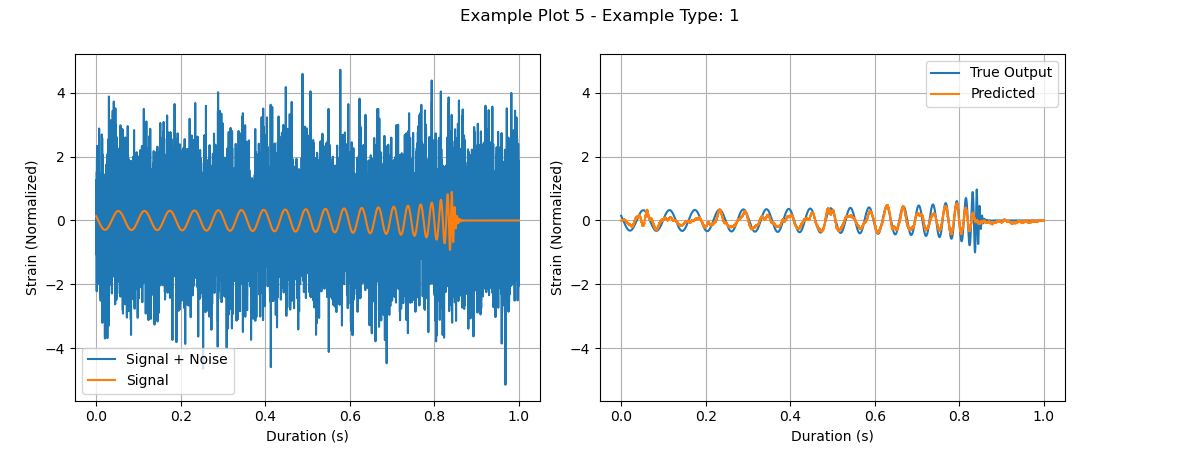 Example Plot 5 - Example Type: 1
Strain (Normalized)
4
2
0
−2
−4
Signal + Noise
Signal
0.0 0.2 0.4 0.6 0.8 1.0
Duration (s)
Strain (Normalized)
4
2
0
−2
−4
True Output
Predicted
0.0 0.2 0.4 0.6 0.8 1.0
Duration (s)